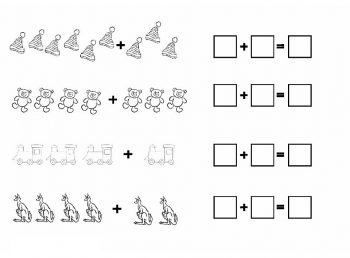 + + =
+ + =
+ + =
+ + =